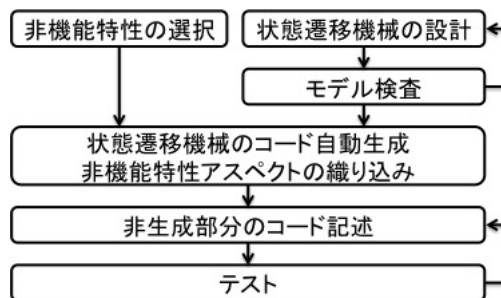 非機能特性の選択
状態遷移機械の設計
モデル検査
状態遷移機械のコード自動生成
非機能特性アスペクトの織り込み
非生成部分のコード記述
テスト